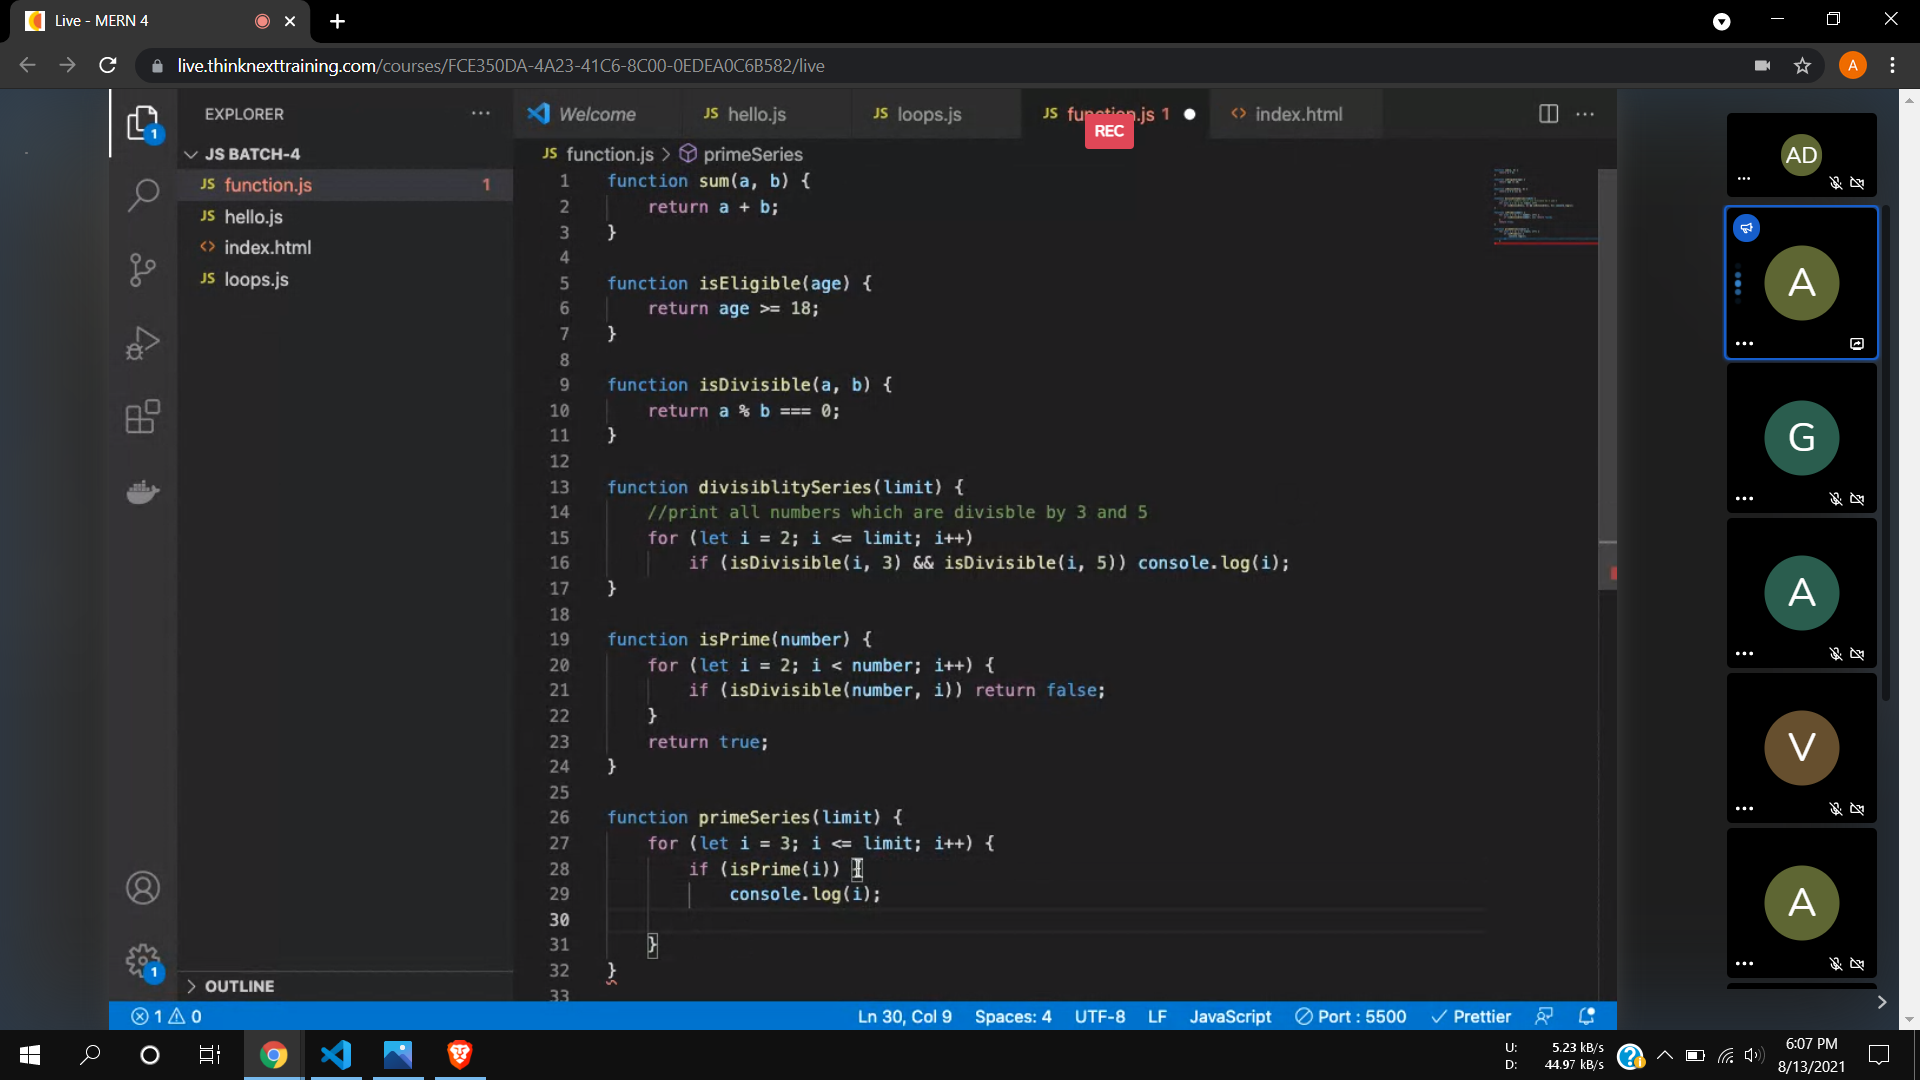 Live - MERN 4
live.thinknexttraining.com/courses/FCE350DA-4A23-41C6-8C00-0EDEA0C6B582/live
A
EXPLORER
Welcome
JS hello.js
JS loops.js
JS function.js 1
<> index.html
REC
JS BATCH-4
JS function.js > primeSeries
JS function.js 1
JS hello.js
<> index.html
JS loops.js
1 function sum(a, b) {
2 return a + b;
3 }
4
5 function isEligible(age) {
6 return age >= 18;
7 }
8
9 function isDivisible(a, b) {
10 return a % b === 0;
11 }
12
13 function divisiblitySeries(limit) {
14 //print all numbers which are divisble by 3 and 5
15 for (let i = 2; i <= limit; i++)
16 if (isDivisible(i, 3) && isDivisible(i, 5)) console.log(i);
17 }
18
19 function isPrime(number) {
20 for (let i = 2; i < number; i++) {
21 if (isDivisible(number, i)) return false;
22 }
23 return true;
24 }
25
26 function primeSeries(limit) {
27 for (let i = 3; i <= limit; i++) {
28 if (isPrime(i))
29 console.log(i);
30
31 }
32 }
33
1
1
OUTLINE
AD
A
G
A
V
A
1 0
Ln 30, Col 9
Spaces: 4
UTF-8
LF
JavaScript
Port : 5500
Prettier
U: 5.23 kB/s
D: 44.97 kB/s
6:07 PM
8/13/2021